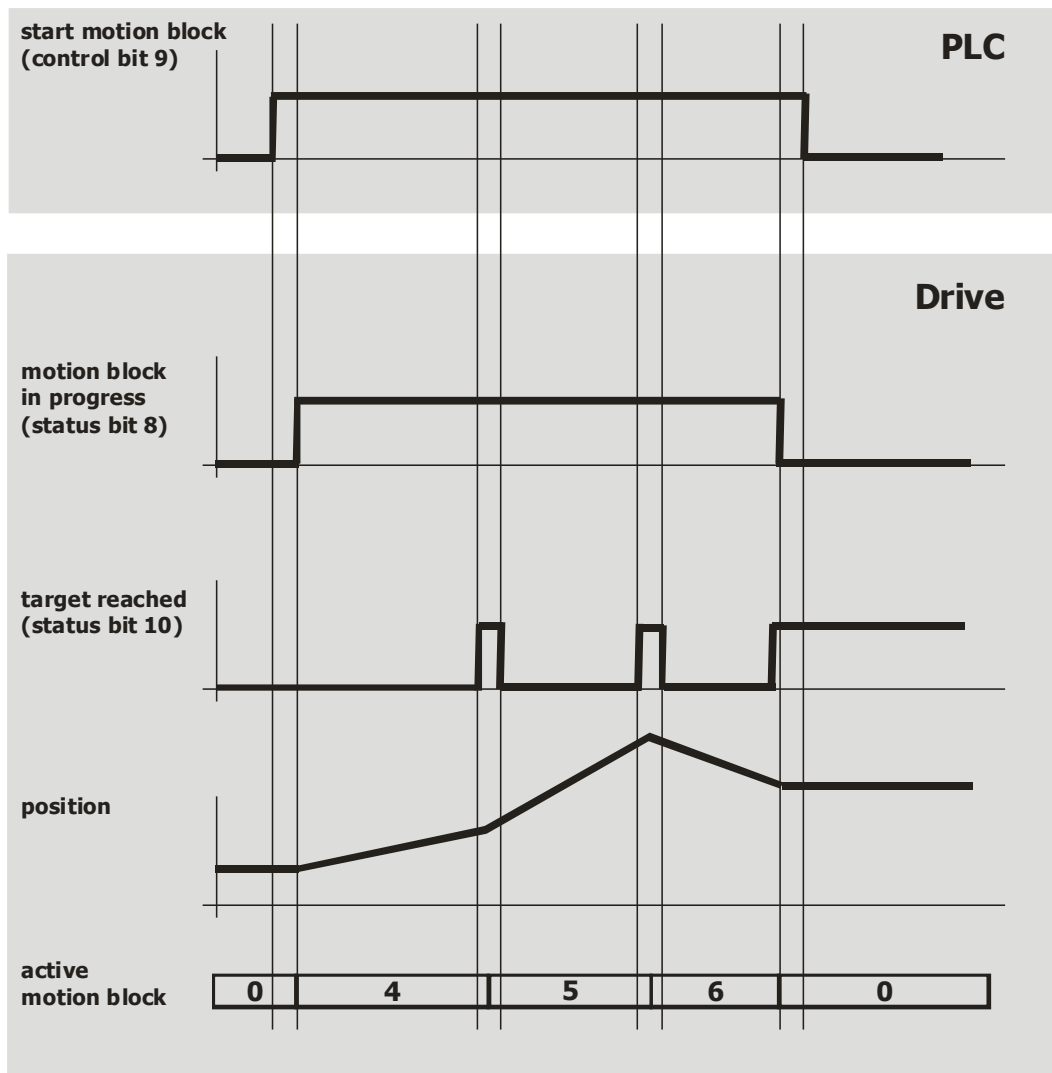 start motion block
(control bit 9)
PLC
Drive
motion block
in progress
(status bit 8)
target reached
(status bit 10)
position
active
motion block
0 4 5 6 0